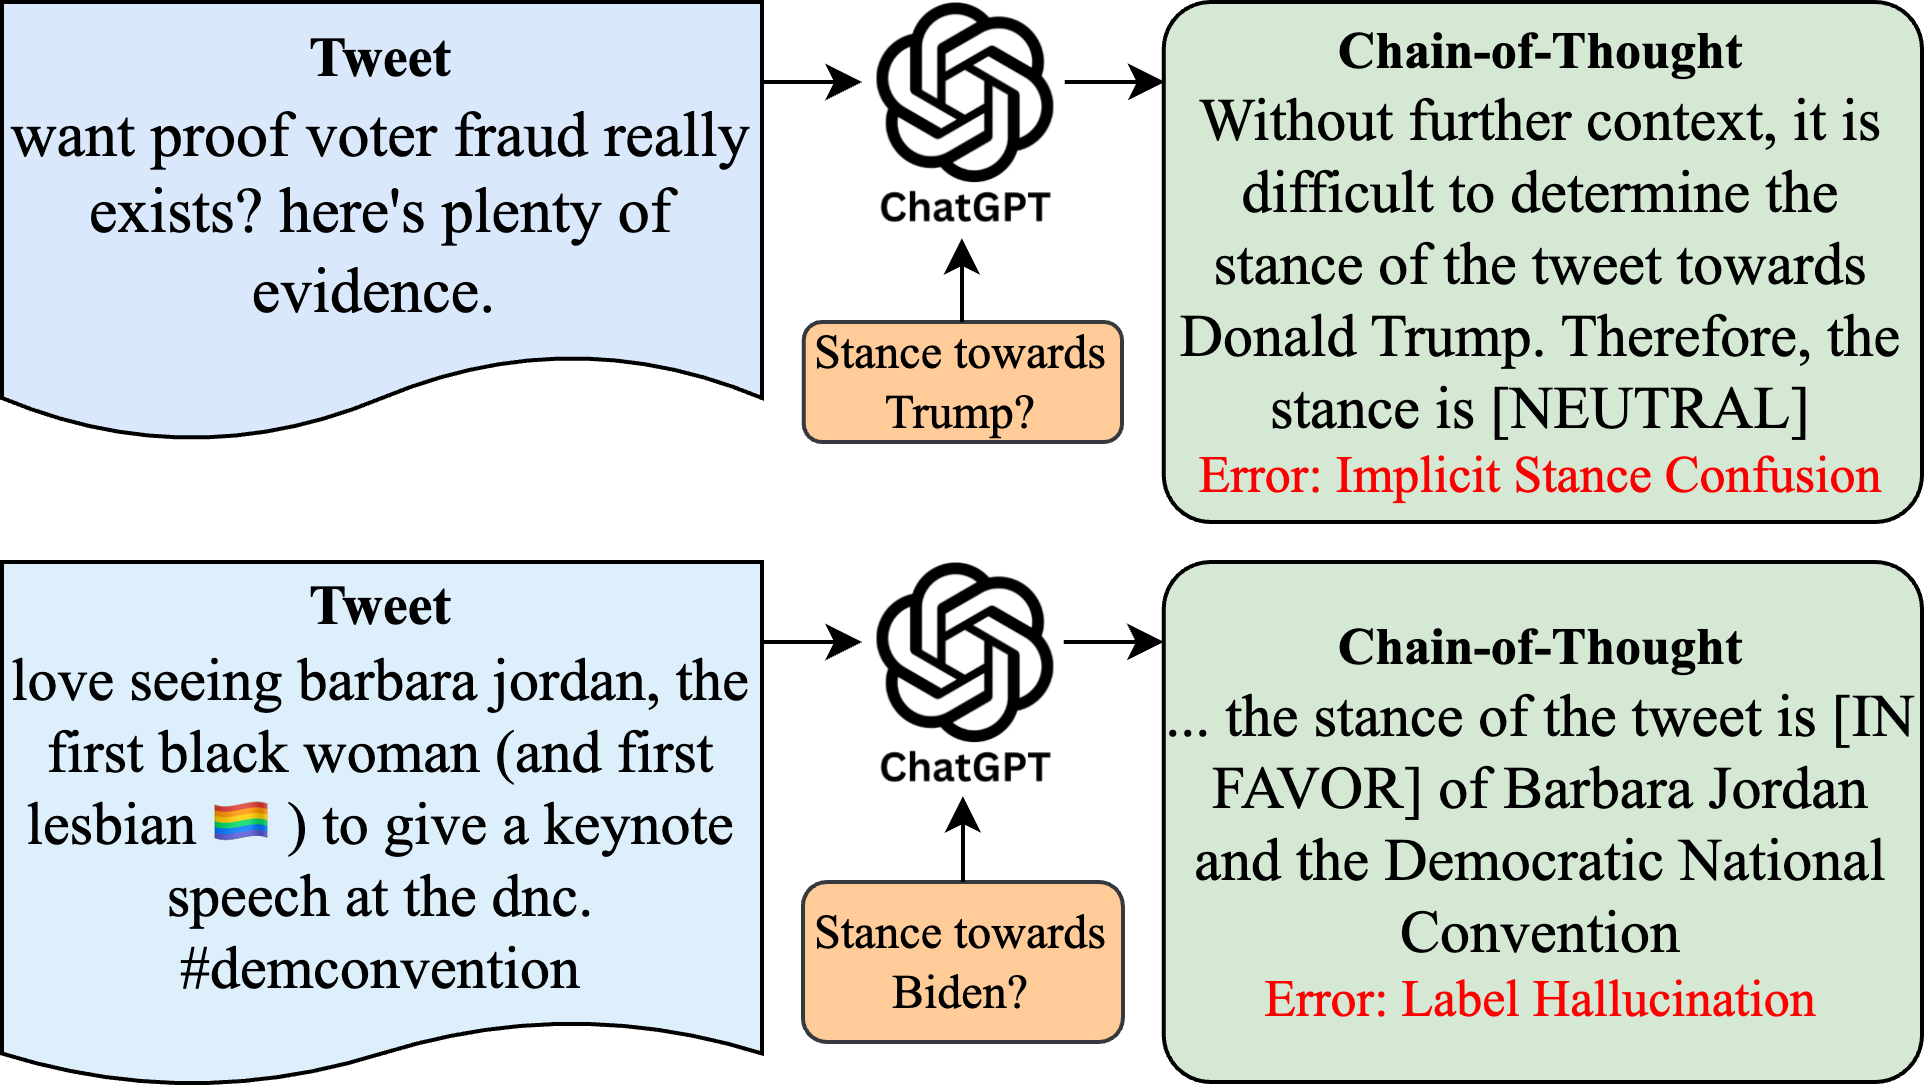 Tweet
want proof voter fraud really
exists? here's plenty of
evidence.
ChatGPT
Stance towards
Trump?
Chain-of-Thought
Without further context, it is
difficult to determine the
stance of the tweet towards
Donald Trump. Therefore, the
stance is [NEUTRAL]
Error: Implicit Stance Confusion
Tweet
love seeing barbara jordan, the
first black woman (and first
lesbian 🏳️‍🌈 ) to give a keynote
speech at the dnc.
#demconvention
ChatGPT
Stance towards
Biden?
Chain-of-Thought
... the stance of the tweet is [IN
FAVOR] of Barbara Jordan
and the Democratic National
Convention
Error: Label Hallucination